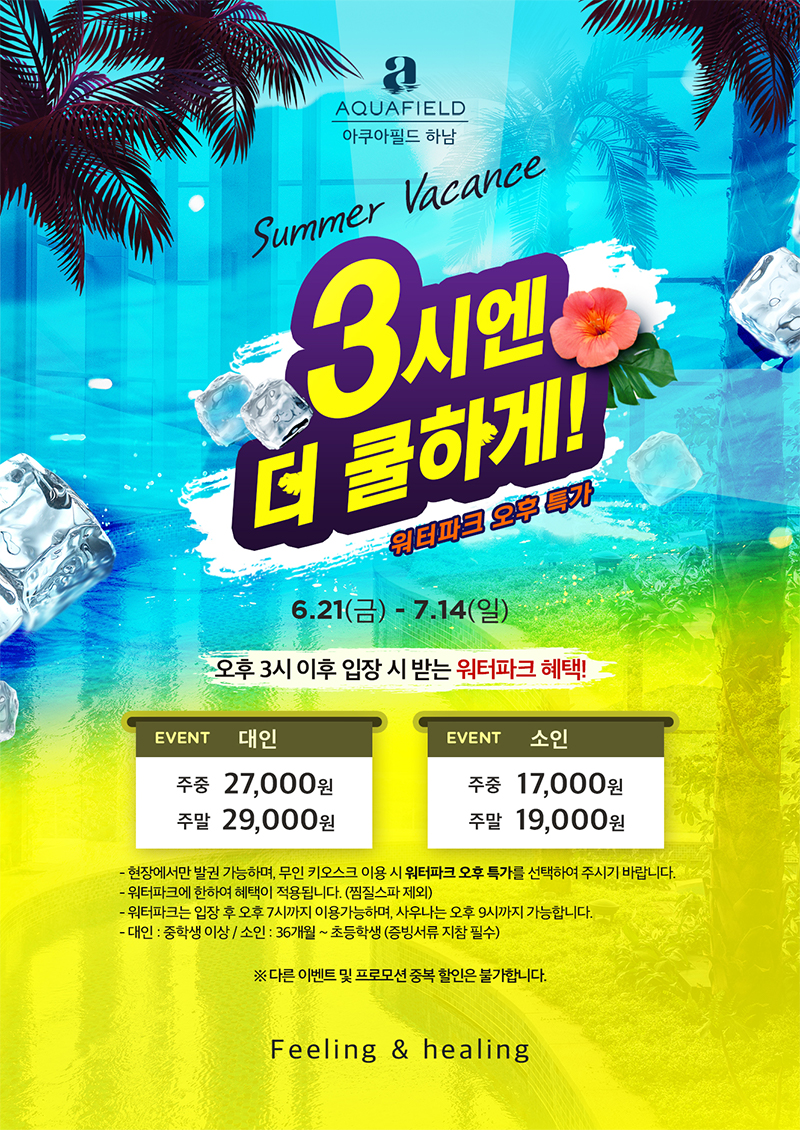 a
AQUAFIELD
아쿠아필드 하남
Summer Vacance
3시엔
더 쿨하게!
워터파크 오후 특가
6.21(금) - 7.14(일)
오후 3시 이후 입장 시 받는 워터파크 혜택!
EVENT 대인
주중 27,000원
주말 29,000원
EVENT 소인
주중 17,000원
주말 19,000원
- 현장에서만 발권 가능하며, 무인 키오스크 이용 시 워터파크 오후 특가를 선택하여 주시기 바랍니다.
- 워터파크에 한하여 혜택이 적용됩니다. (찜질스파 제외)
- 워터파크는 입장 후 오후 7시까지 이용가능하며, 사우나는 오후 9시까지 가능합니다.
- 대인 : 중학생 이상 / 소인 : 36개월 ~ 초등학생 (증빙서류 지참 필수)
※ 다른 이벤트 및 프로모션 중복 할인은 불가합니다.
Feeling & healing